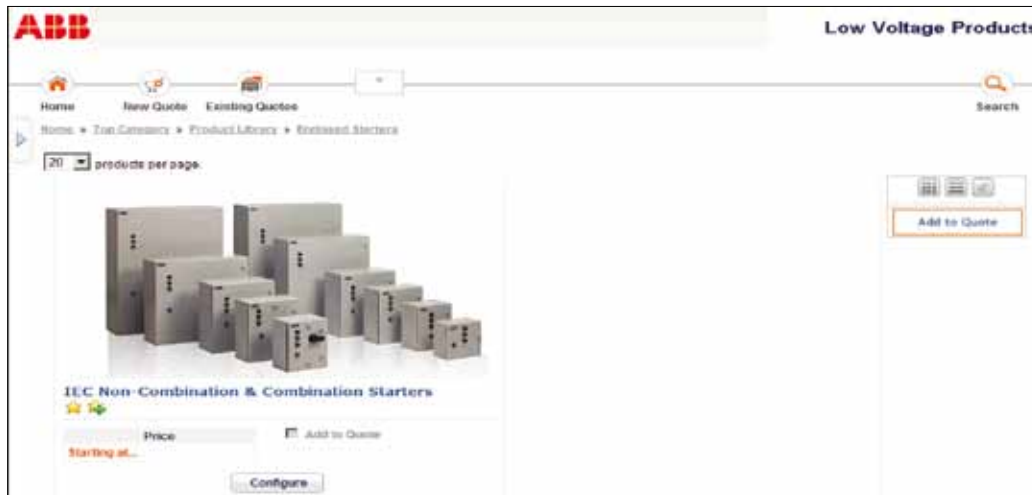 ABB
Low Voltage Products
Home New Quote Existing Quotes Search
Home Top Category Product Library Enclosed Starters
20 products per page.
Add to Quote
IEC Non-Combination & Combination Starters
Price
Add to Quote
Starting at...
Configure